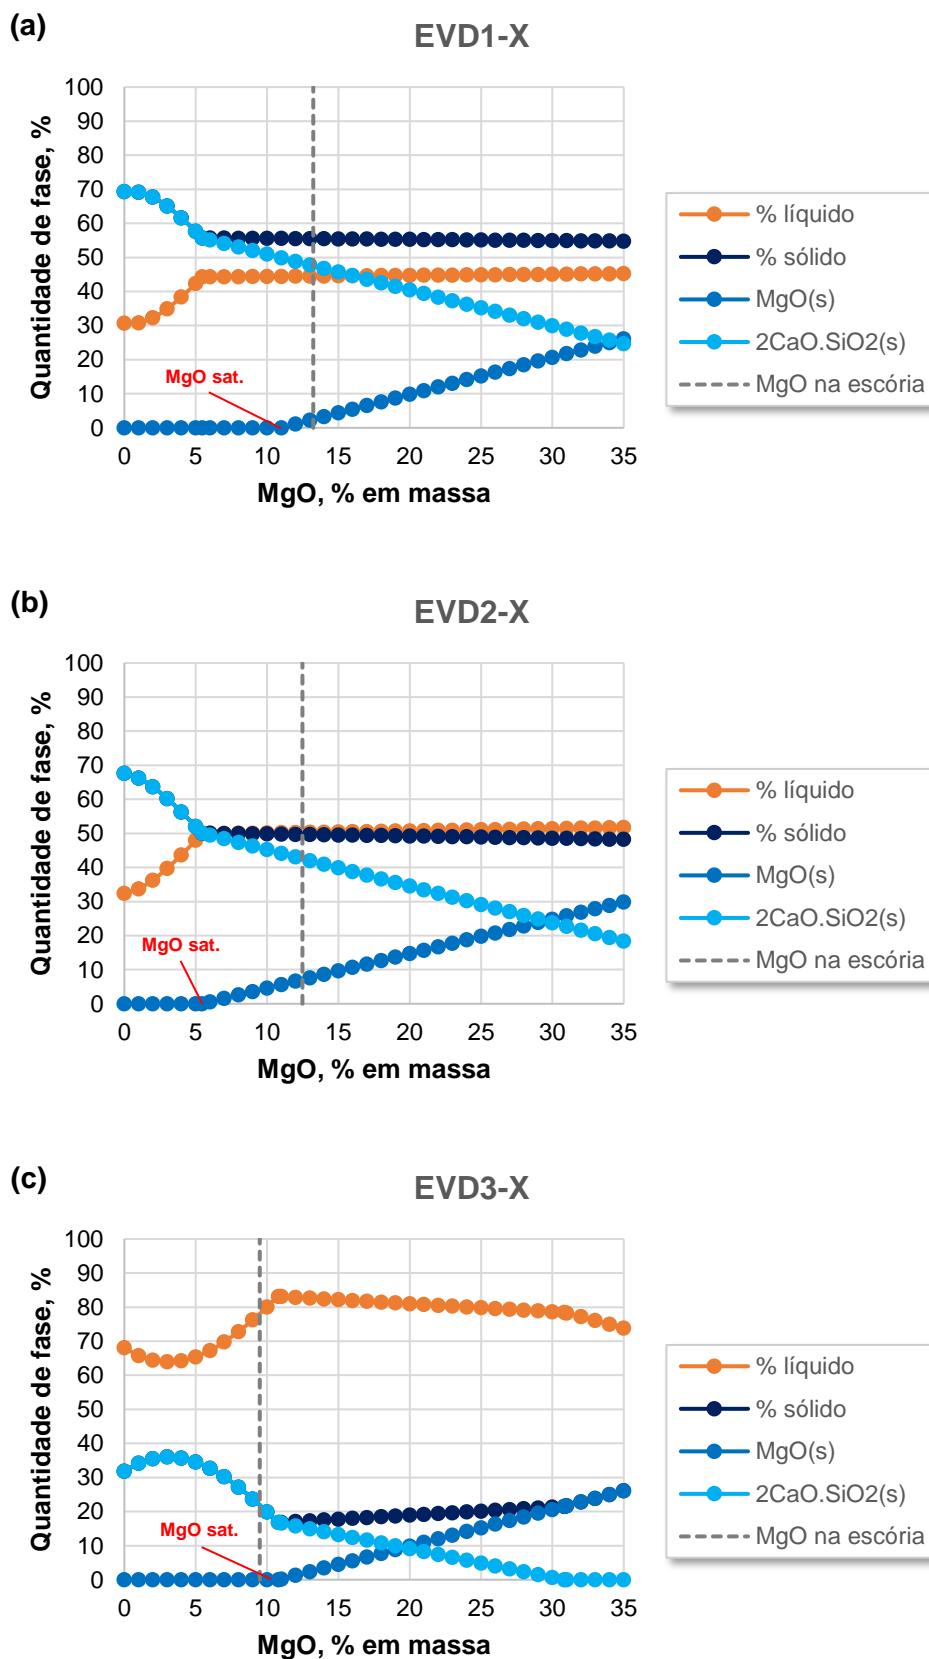 (a)
EVD1-X
Quantidade de fase, %
100
90
80
70
60
50
40
30
20
10
0
MgO sat.
0 5 10 15 20 25 30 35
MgO, % em massa
% líquido
% sólido
MgO(s)
2CaO.SiO2(s)
MgO na escória
(b)
EVD2-X
Quantidade de fase, %
100
90
80
70
60
50
40
30
20
10
0
MgO sat.
0 5 10 15 20 25 30 35
MgO, % em massa
% líquido
% sólido
MgO(s)
2CaO.SiO2(s)
MgO na escória
(c)
EVD3-X
Quantidade de fase, %
100
90
80
70
60
50
40
30
20
10
0
MgO sat.
0 5 10 15 20 25 30 35
MgO, % em massa
% líquido
% sólido
MgO(s)
2CaO.SiO2(s)
MgO na escória